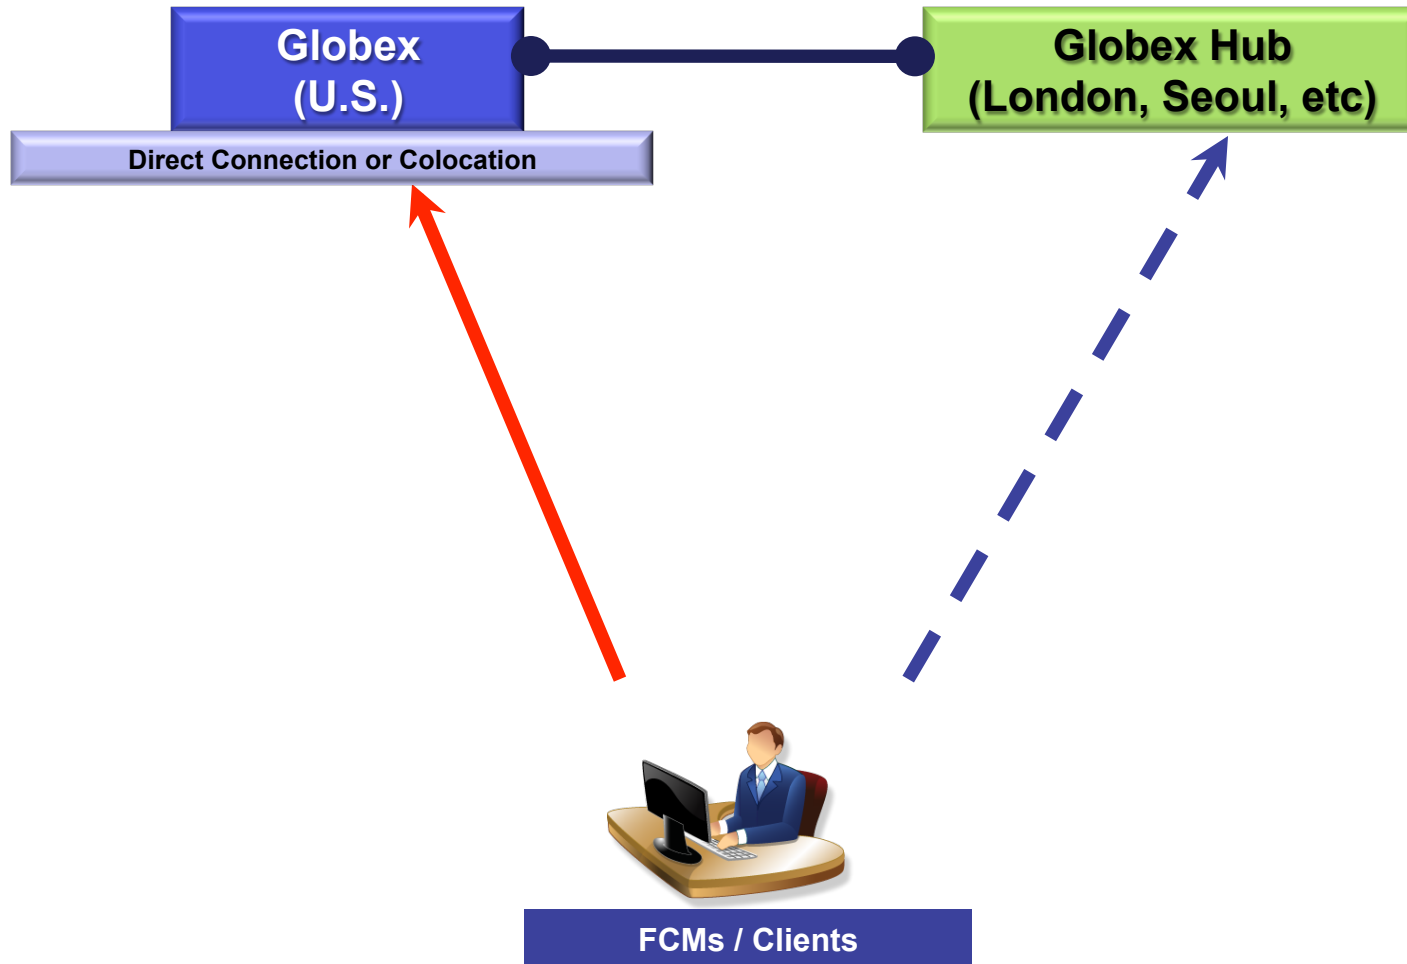 Globex
(U.S.)
Globex Hub
(London, Seoul, etc)
Direct Connection or Colocation
FCMs / Clients